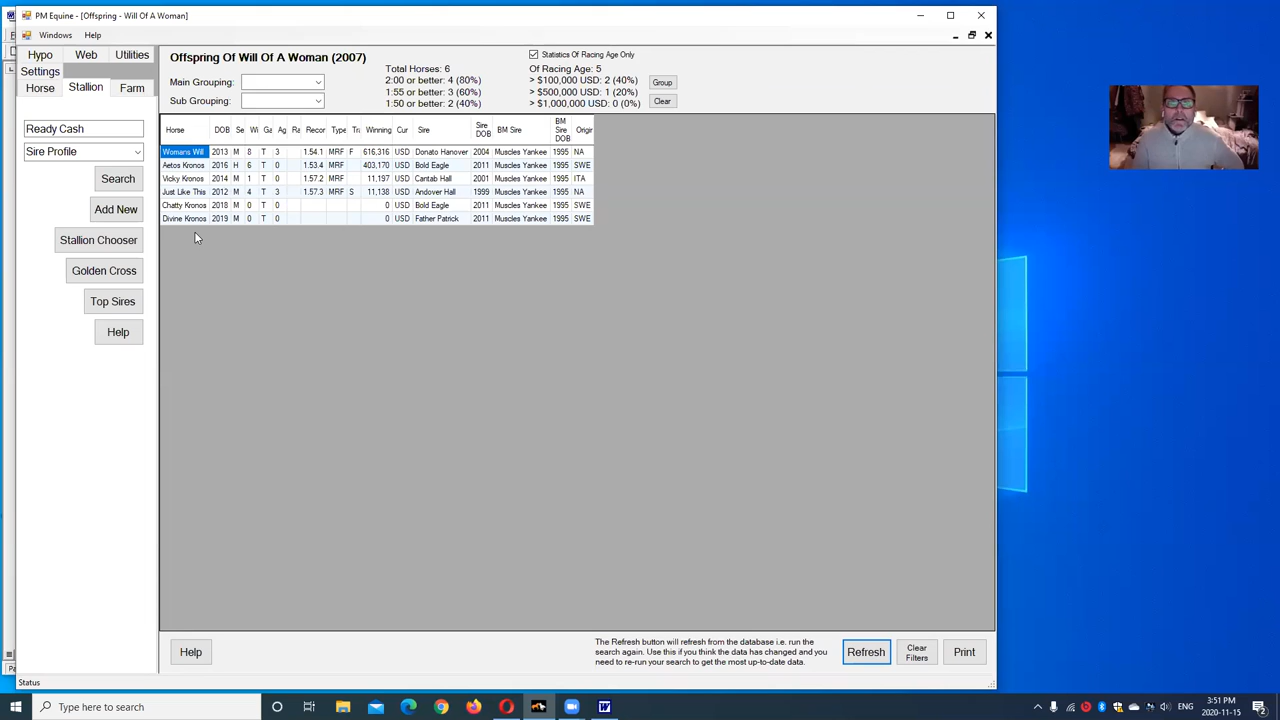 PM Equine - [Offspring - Will Of A Woman]
Windows Help
Hypo Web Utilities
Settings
Horse Stallion Farm
Ready Cash
Sire Profile
Search
Add New
Stallion Chooser
Golden Cross
Top Sires
Help
Offspring Of Will Of A Woman (2007)
Main Grouping:
Sub Grouping:
Total Horses: 6
2:00 or better: 4 (80%)
1:55 or better: 3 (60%)
1:50 or better: 2 (40%)
Statistics Of Racing Age Only
Of Racing Age: 5
> $100,000 USD: 2 (40%)
> $500,000 USD: 1 (20%)
> $1,000,000 USD: 0 (0%)
Group
Clear
Horse DOB Se Wi Ga Ag Ra Recor Type Tr Winning Cur Sire Sire DOB BM Sire BM Sire DOB Origin
Womans Will 2013 M 8 T 3 1.54.1 MRF F 616,316 USD Donato Hanover 2004 Muscles Yankee 1995 NA
Aetos Kronos 2016 H 6 T 0 1.53.4 MRF 403,170 USD Bold Eagle 2011 Muscles Yankee 1995 SWE
Vicky Kronos 2014 M 1 T 0 1.57.2 MRF 11,197 USD Cantab Hall 2001 Muscles Yankee 1995 ITA
Just Like This 2012 M 4 T 3 1.57.3 MRF S 11,138 USD Andover Hall 1999 Muscles Yankee 1995 NA
Chatty Kronos 2018 M 0 T 0 0 USD Bold Eagle 2011 Muscles Yankee 1995 SWE
Divine Kronos 2019 M 0 T 0 0 USD Father Patrick 2011 Muscles Yankee 1995 SWE
Help
The Refresh button will refresh from the database i.e. run the
search again. Use this if you think the data has changed and you
need to re-run your search to get the most up-to-date data.
Refresh
Clear
Filters
Print
Status
Type here to search
ENG
3:51 PM
2020-11-15